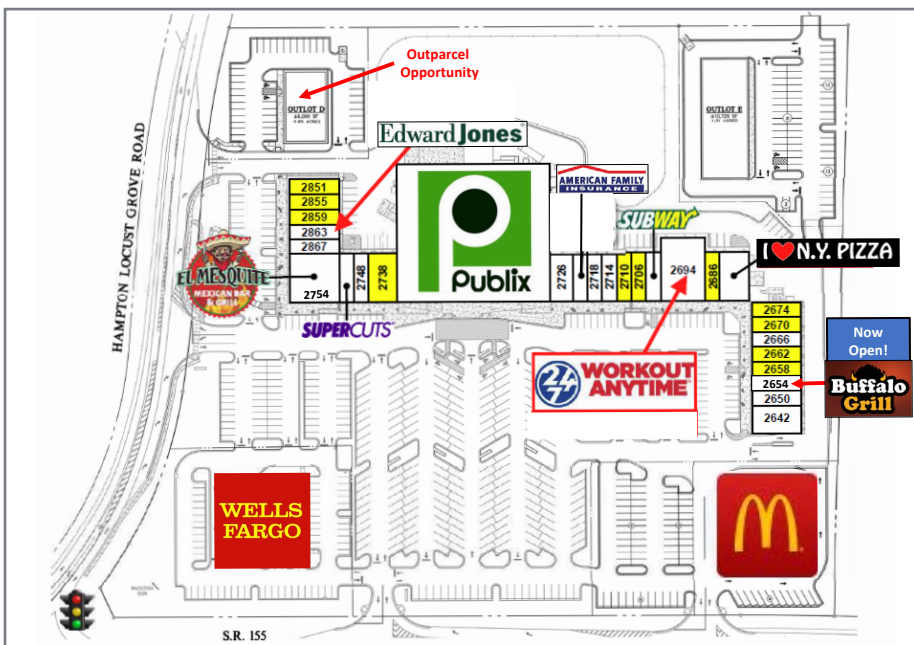 Outparcel
Opportunity
OUTLOT D
OUTLOT E
Edward Jones
AMERICAN FAMILY
INSURANCE
HAMPTON LOCUST GROVE ROAD
2851
2855
2859
2863
2867
Publix
SUBWAY
I N.Y. PIZZA
EL MESQUITE
MEXICAN BAR
& GRILL
2754
2748
2738
2726
2718
2714
2710
2706
2694
2686
SUPERCUTS
2674
2670
2666
2662
2658
2654
2650
2642
Now
Open!
Buffalo
Grill
24
7
WORKOUT
ANYTIME
WELLS
FARGO
S.R. 155